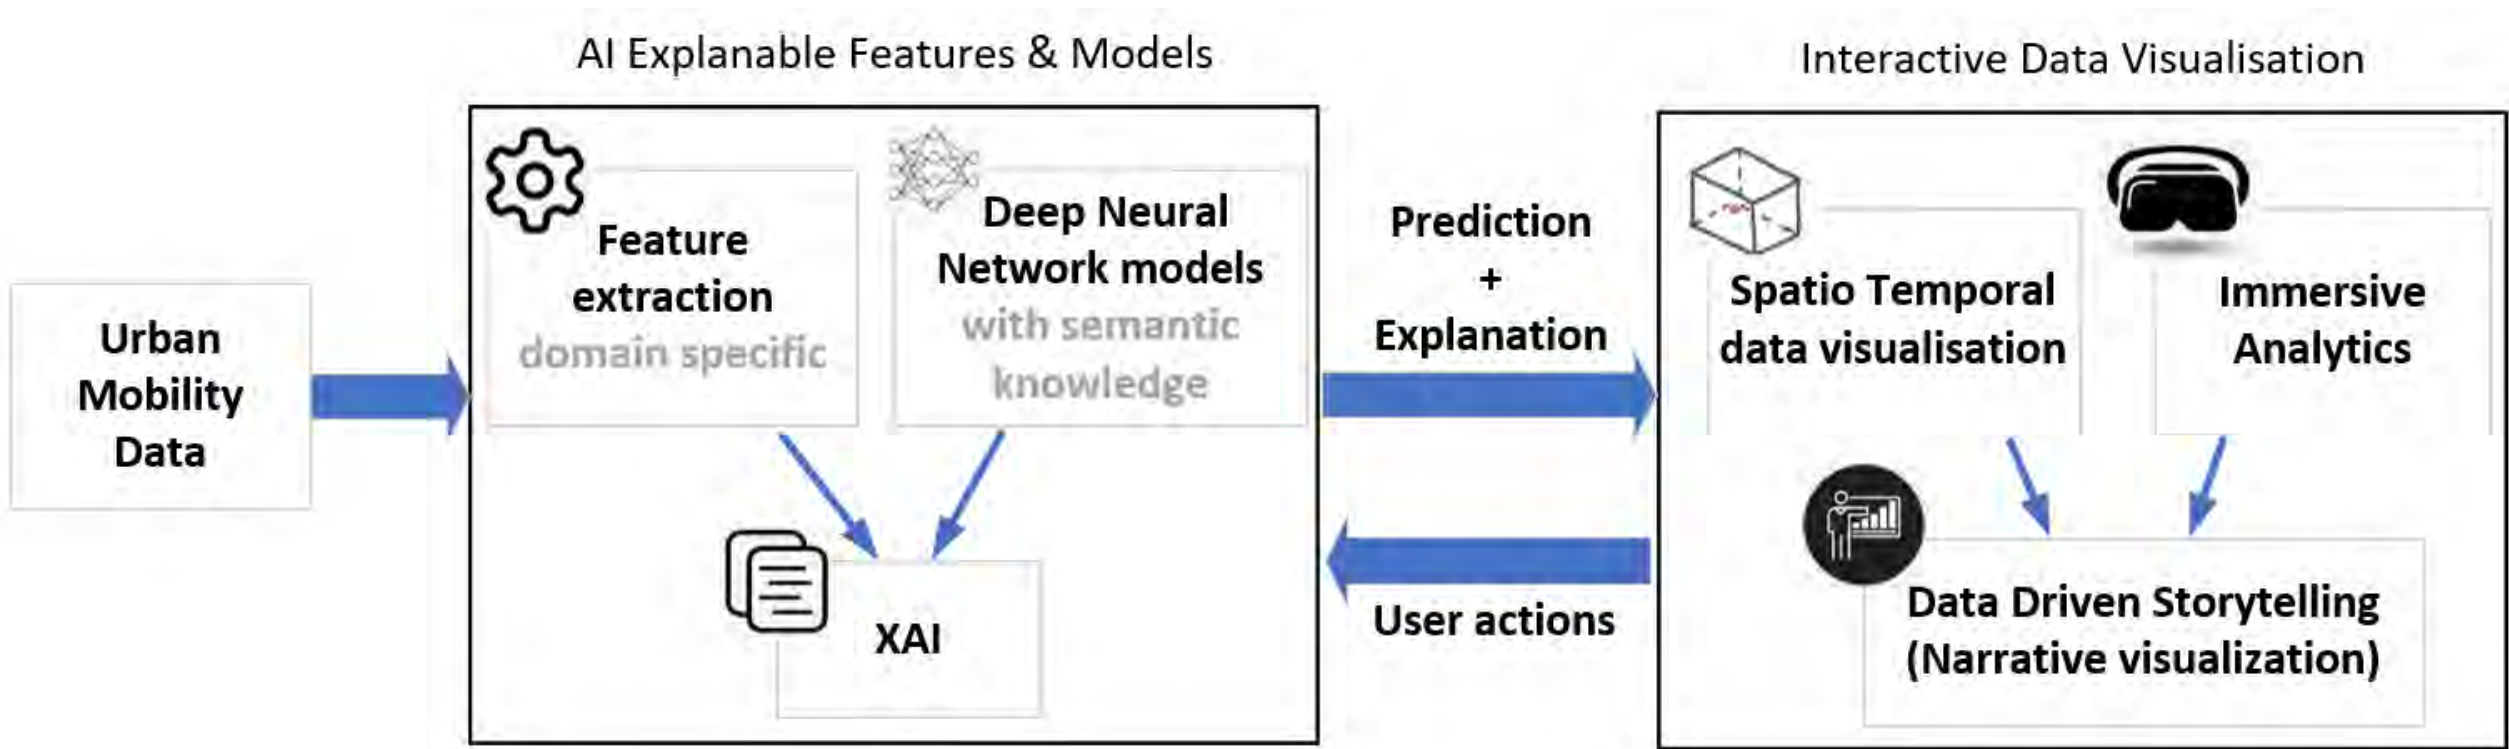 AI Explanable Features & Models
Interactive Data Visualisation
Urban
Mobility
Data
Feature
extraction
domain specific
Deep Neural
Network models
with semantic
knowledge
XAI
Prediction
+
Explanation
User actions
Spatio Temporal
data visualisation
Immersive
Analytics
Data Driven Storytelling
(Narrative visualization)